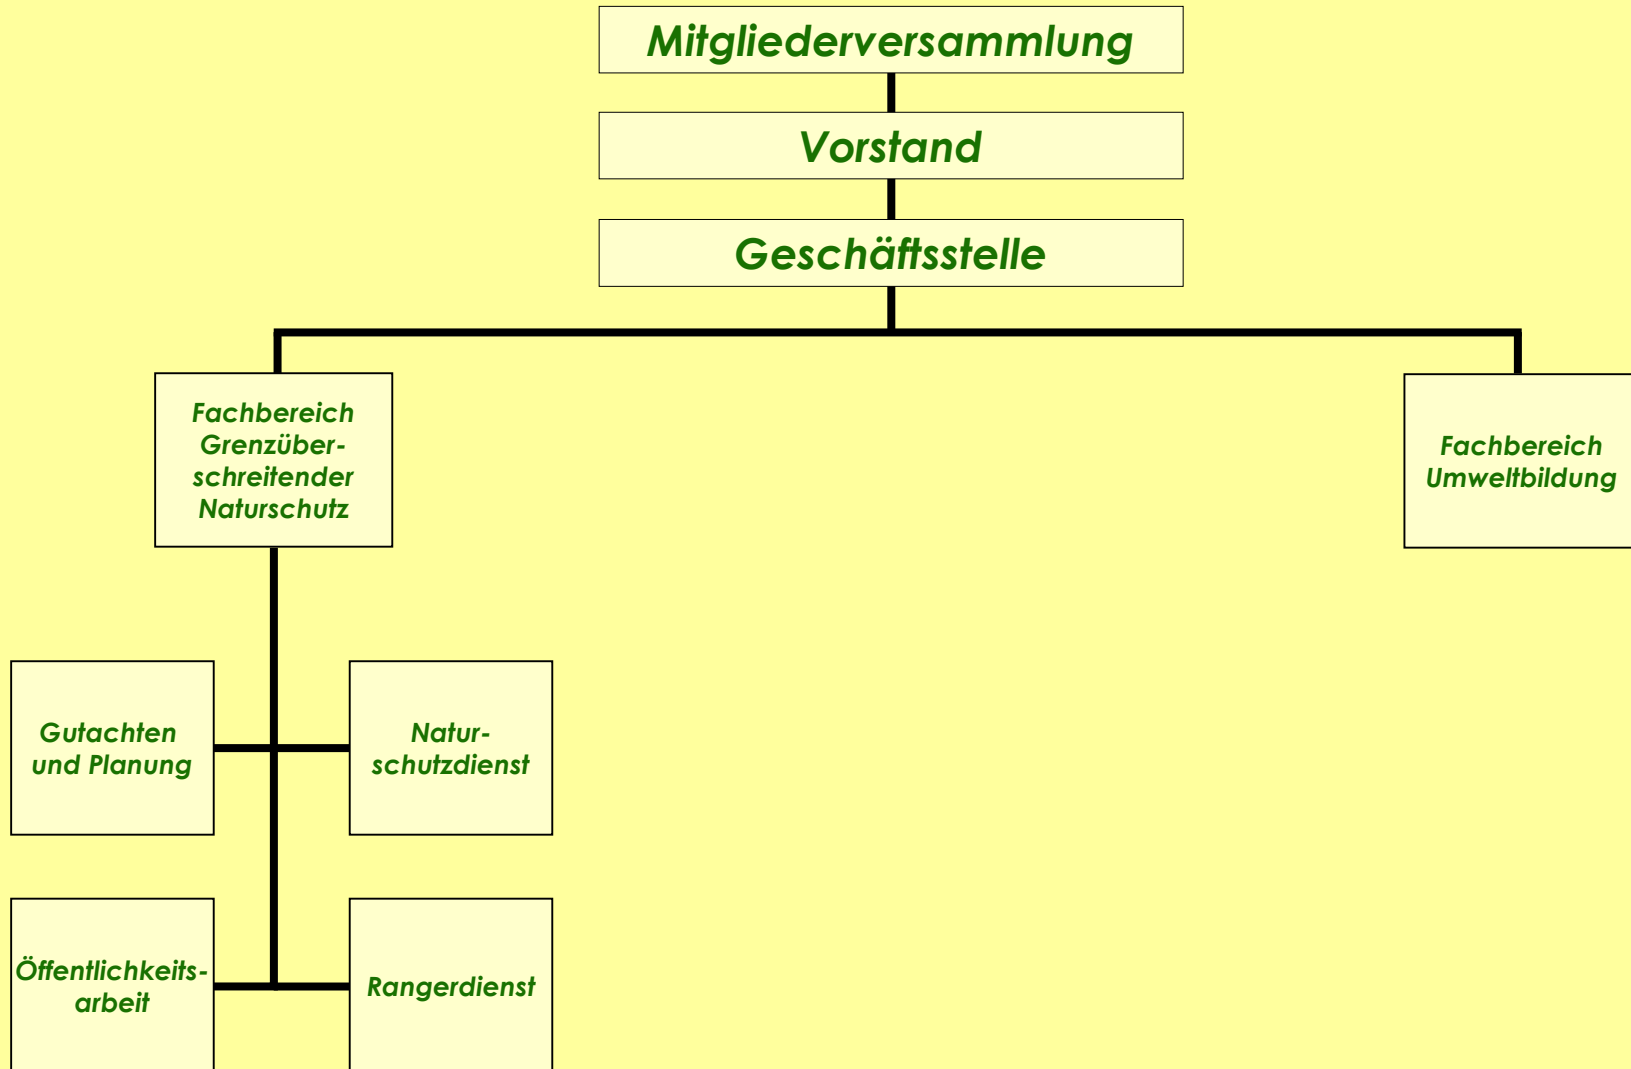 Mitgliederversammlung
Vorstand
Geschäftsstelle
Fachbereich
Grenzüber-
schreitender
Naturschutz
Fachbereich
Umweltbildung
Gutachten
und Planung
Natur-
schutzdienst
Öffentlichkeits-
arbeit
Rangerdienst